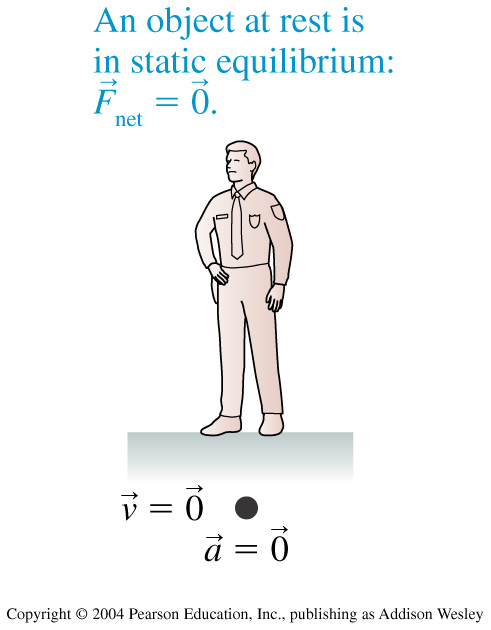 An object at rest is
in static equilibrium:
F⃗net = 0⃗.
v⃗ = 0⃗
a⃗ = 0⃗
Copyright © 2004 Pearson Education, Inc., publishing as Addison Wesley